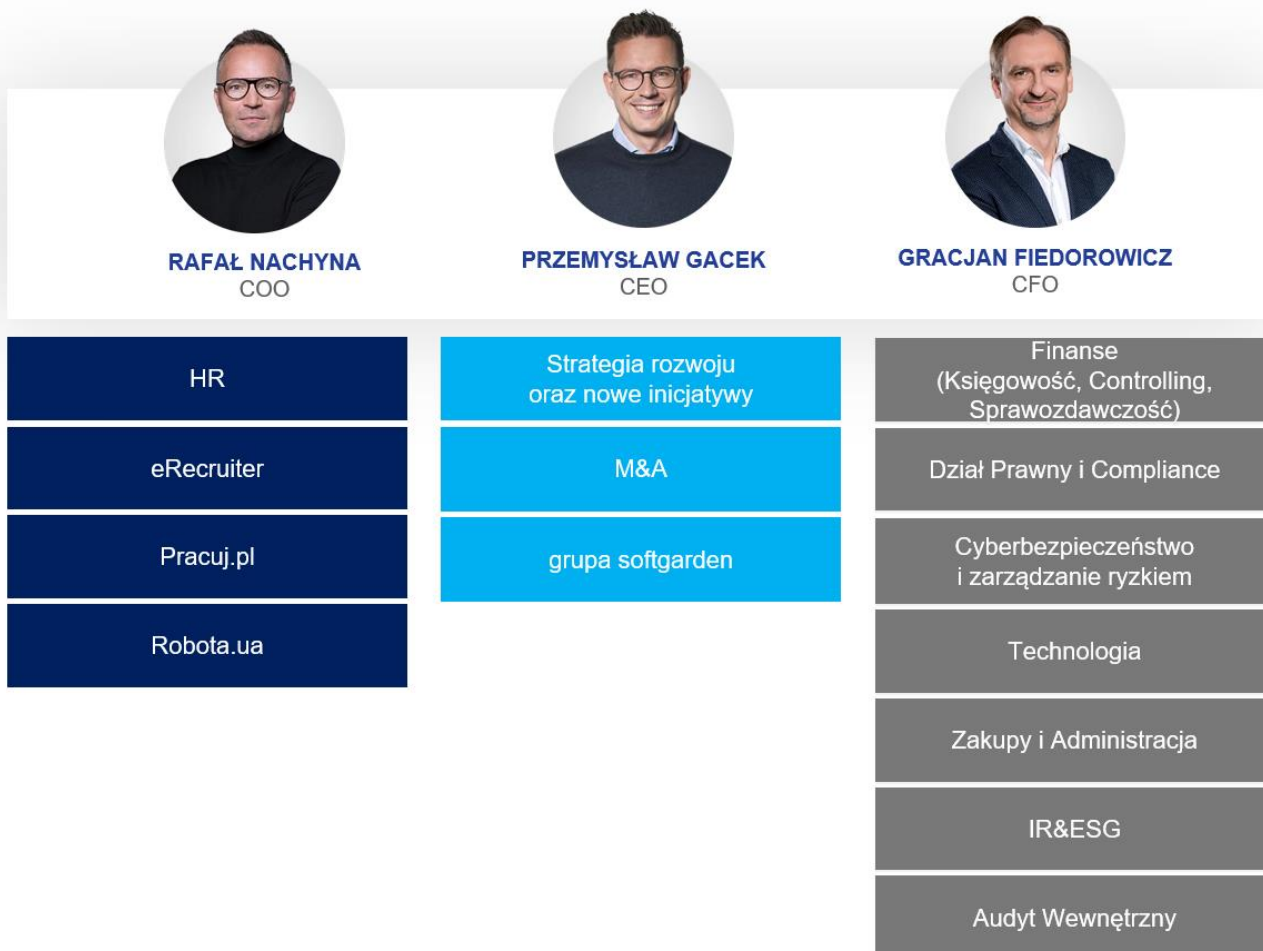 RAFAŁ NACHYNA
COO
PRZEMYSŁAW GACEK
CEO
GRACJAN FIEDOROWICZ
CFO
HR
eRecruiter
Pracuj.pl
Robota.ua
Strategia rozwoju
oraz nowe inicjatywy
M&A
grupa softgarden
Finanse
(Księgowość, Controlling,
Sprawozdawczość)
Dział Prawny i Compliance
Cyberbezpieczeństwo
i zarządzanie ryzkiem
Technologia
Zakupy i Administracja
IR&ESG
Audyt Wewnętrzny